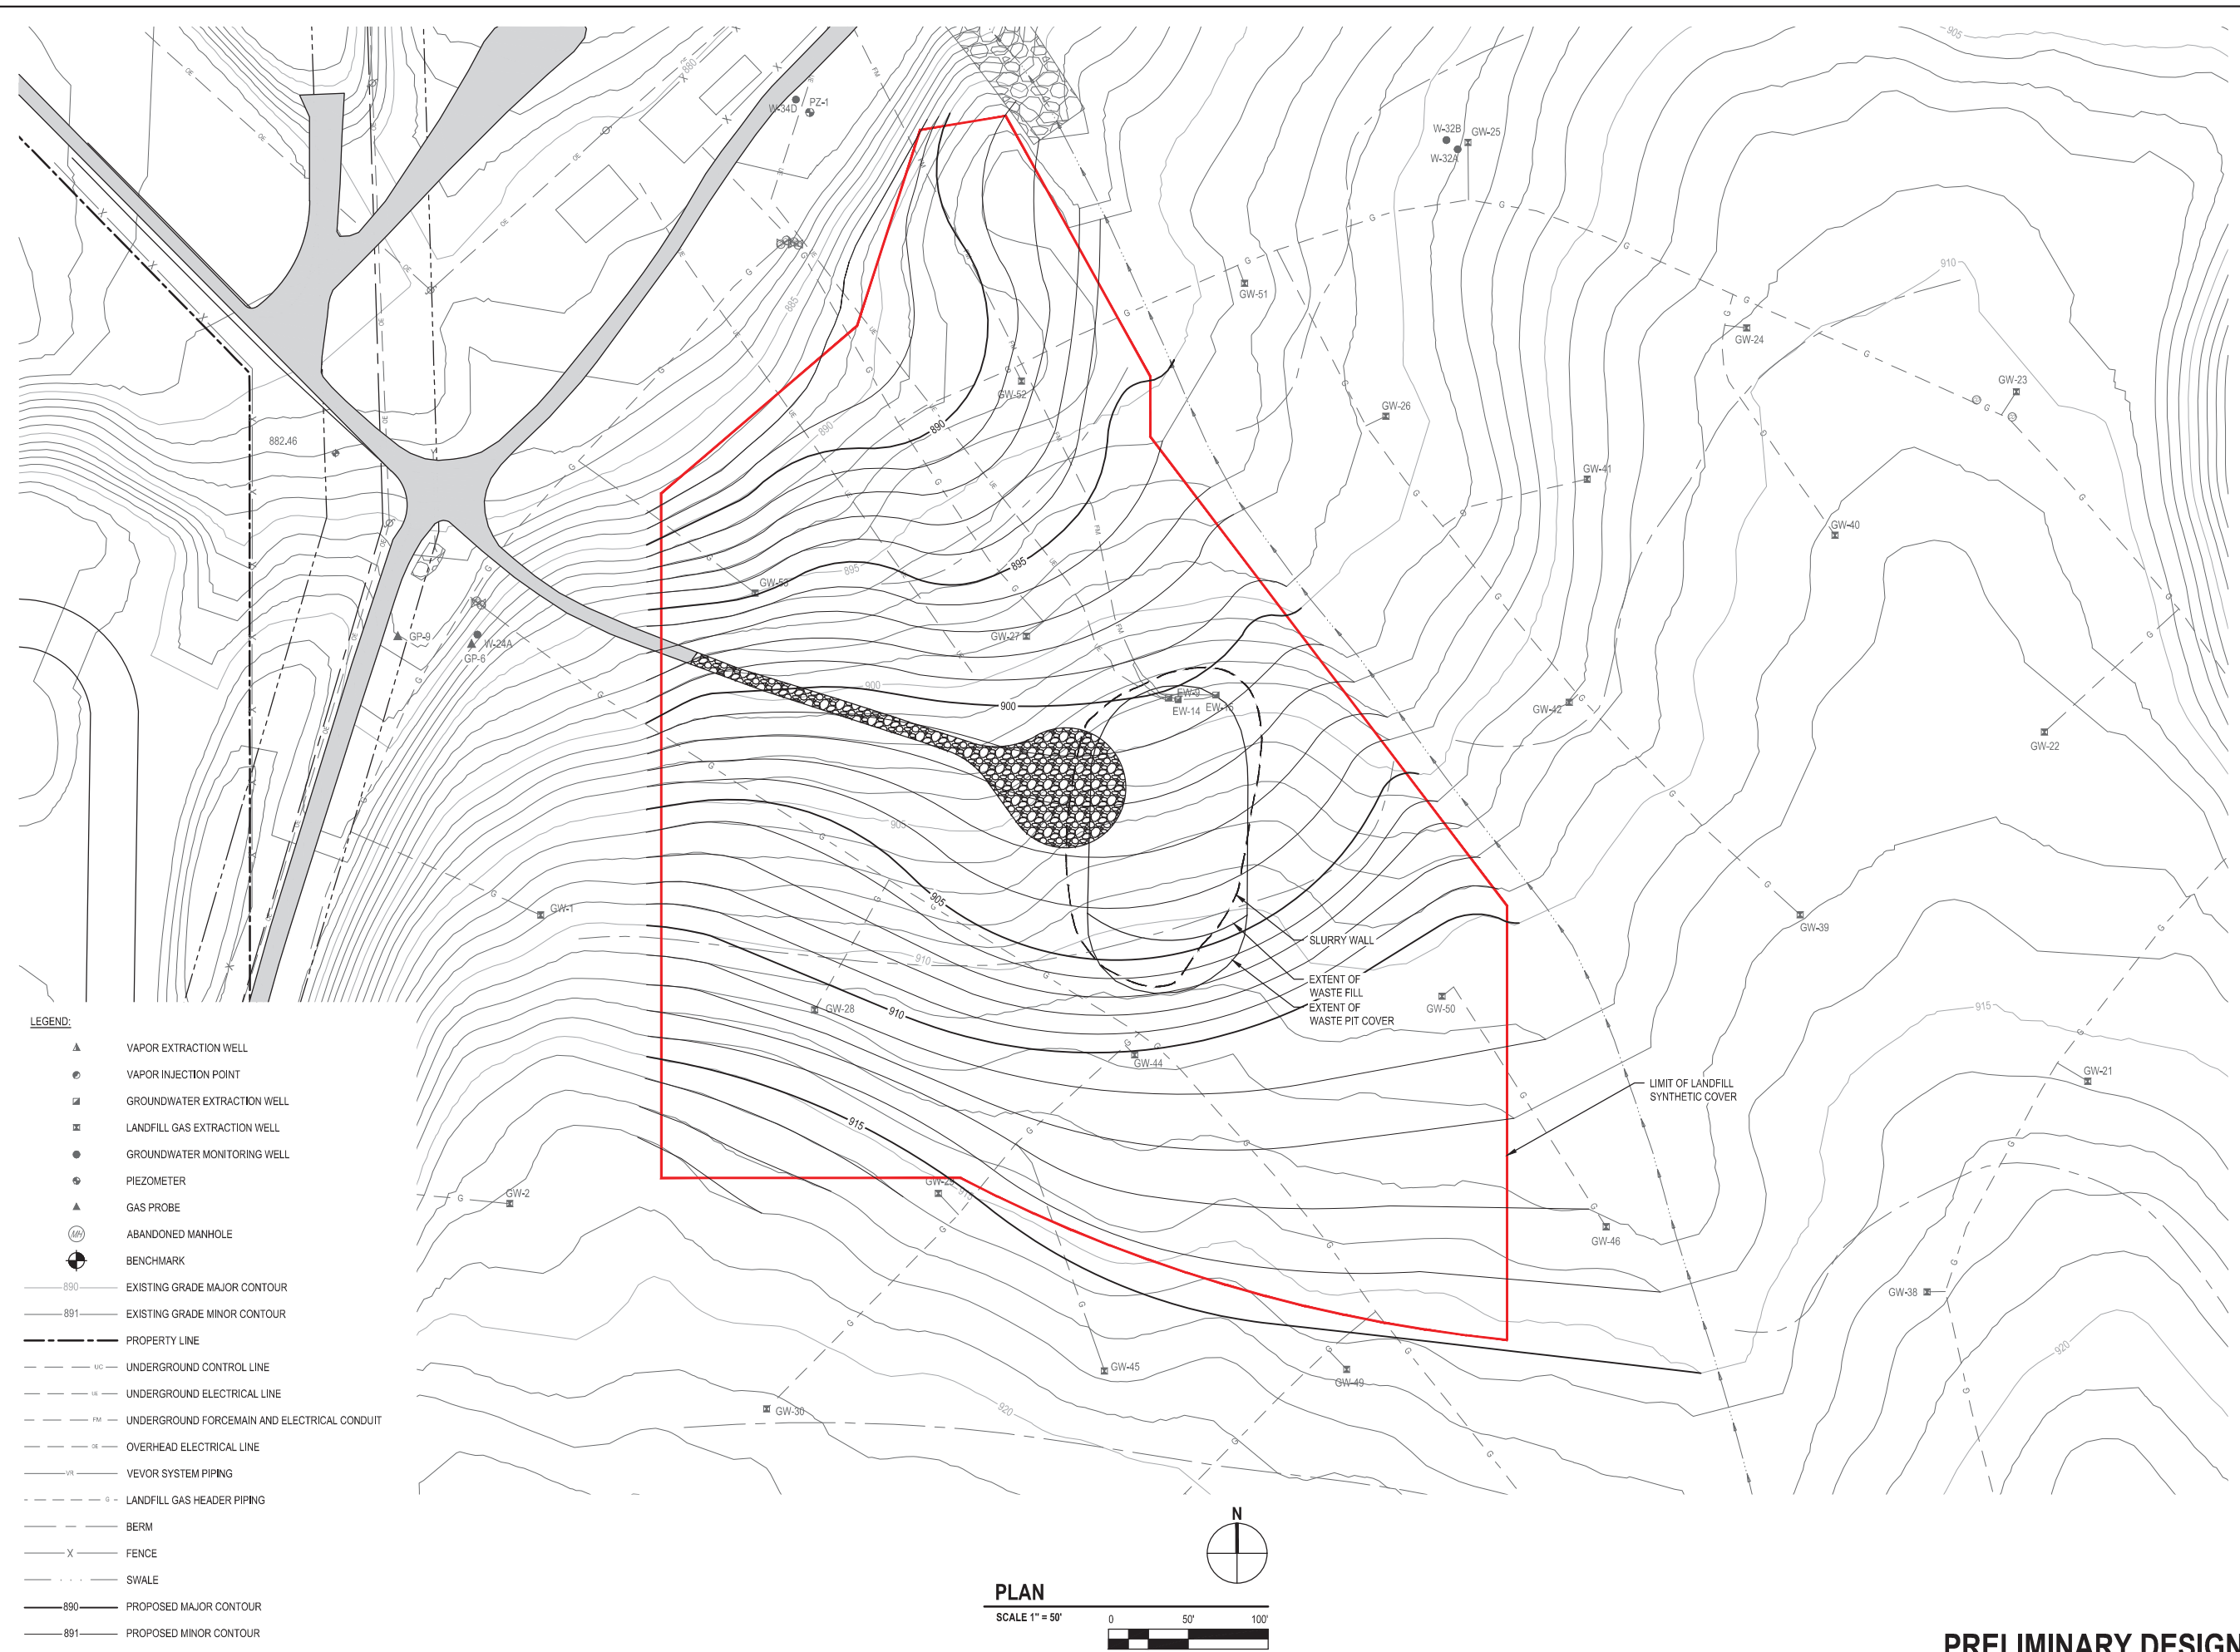 905
880
W-34D
PZ-1
W-32B
GW-25
W-32A
910
GW-51
885
GW-24
GW-52
GW-23
GW-26
890
890
882.46
GW-41
GW-40
895
895
GW-53
GP-9
W-24A
GP-6
GW-27
900
900
EW-9
EW-14
EW-15
GW-42
GW-22
905
905
GW-1
GW-39
SLURRY WALL
910
EXTENT OF
WASTE FILL
EXTENT OF
WASTE PIT COVER
910
GW-28
GW-50
915
GW-44
GW-21
LIMIT OF LANDFILL
SYNTHETIC COVER
915
GW-2
915
GW-46
GW-38
920
GW-45
GW-49
GW-30
920
LEGEND:
VAPOR EXTRACTION WELL
VAPOR INJECTION POINT
GROUNDWATER EXTRACTION WELL
LANDFILL GAS EXTRACTION WELL
GROUNDWATER MONITORING WELL
PIEZOMETER
GAS PROBE
MH ABANDONED MANHOLE
BENCHMARK
890 EXISTING GRADE MAJOR CONTOUR
891 EXISTING GRADE MINOR CONTOUR
PROPERTY LINE
UC UNDERGROUND CONTROL LINE
UE UNDERGROUND ELECTRICAL LINE
FM UNDERGROUND FORCEMAIN AND ELECTRICAL CONDUIT
OE OVERHEAD ELECTRICAL LINE
VR VEVOR SYSTEM PIPING
G LANDFILL GAS HEADER PIPING
BERM
X FENCE
SWALE
890 PROPOSED MAJOR CONTOUR
891 PROPOSED MINOR CONTOUR
N
PLAN
SCALE 1" = 50'
0 50' 100'
PRELIMINARY DESIGN